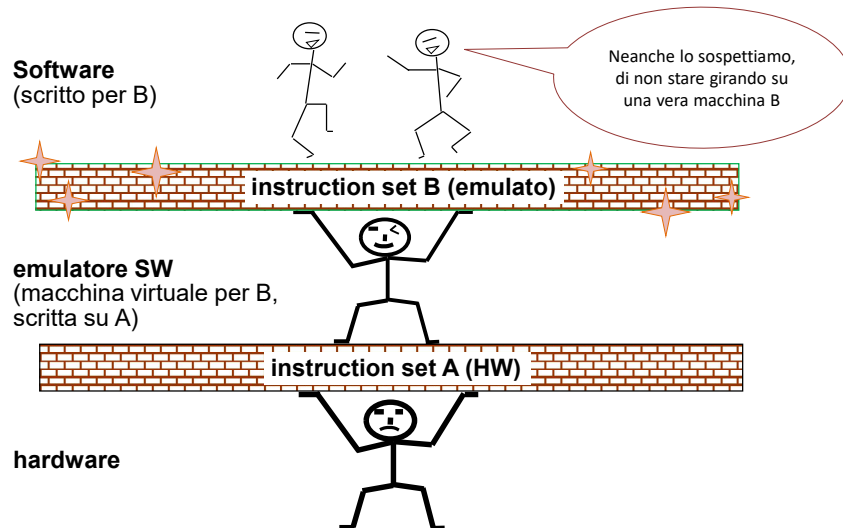 Software
(scritto per B)
Neanche lo sospettiamo,
di non stare girando su
una vera macchina B
instruction set B (emulato)
emulatore SW
(macchina virtuale per B,
scritta su A)
instruction set A (HW)
hardware